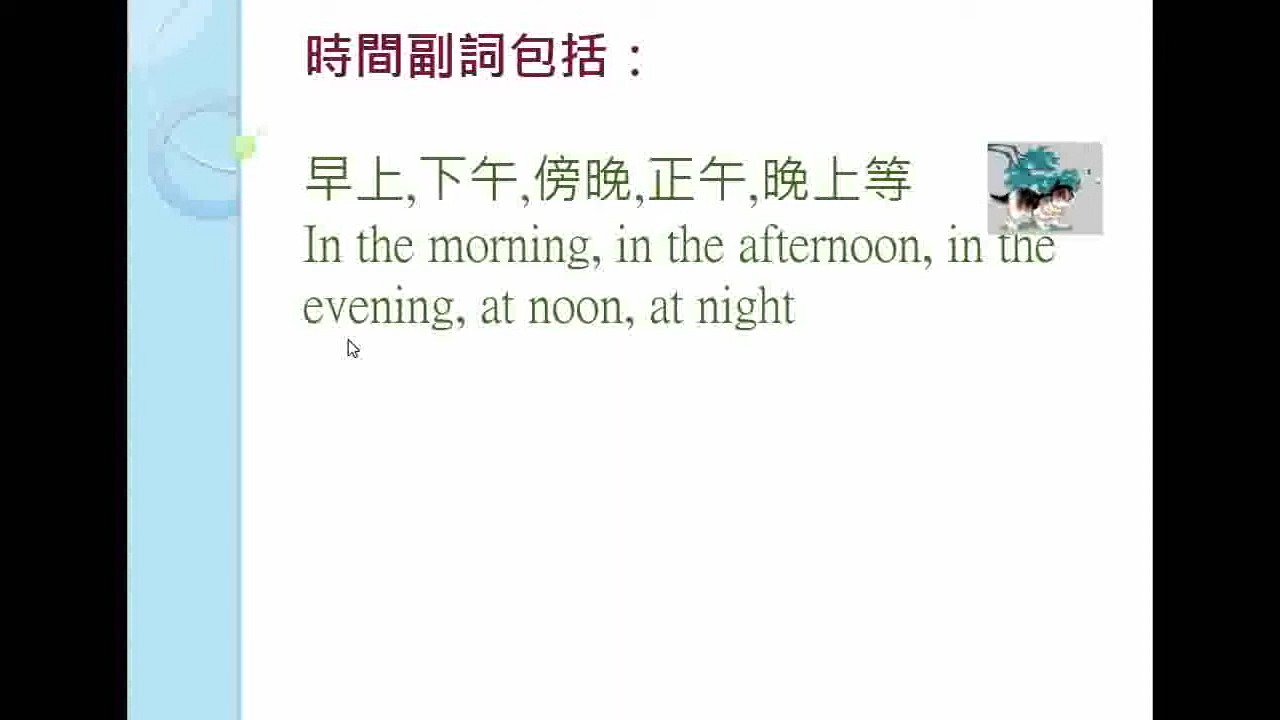 時間副詞包括：
早上,下午,傍晚,正午,晚上等
In the morning, in the afternoon, in the
evening, at noon, at night